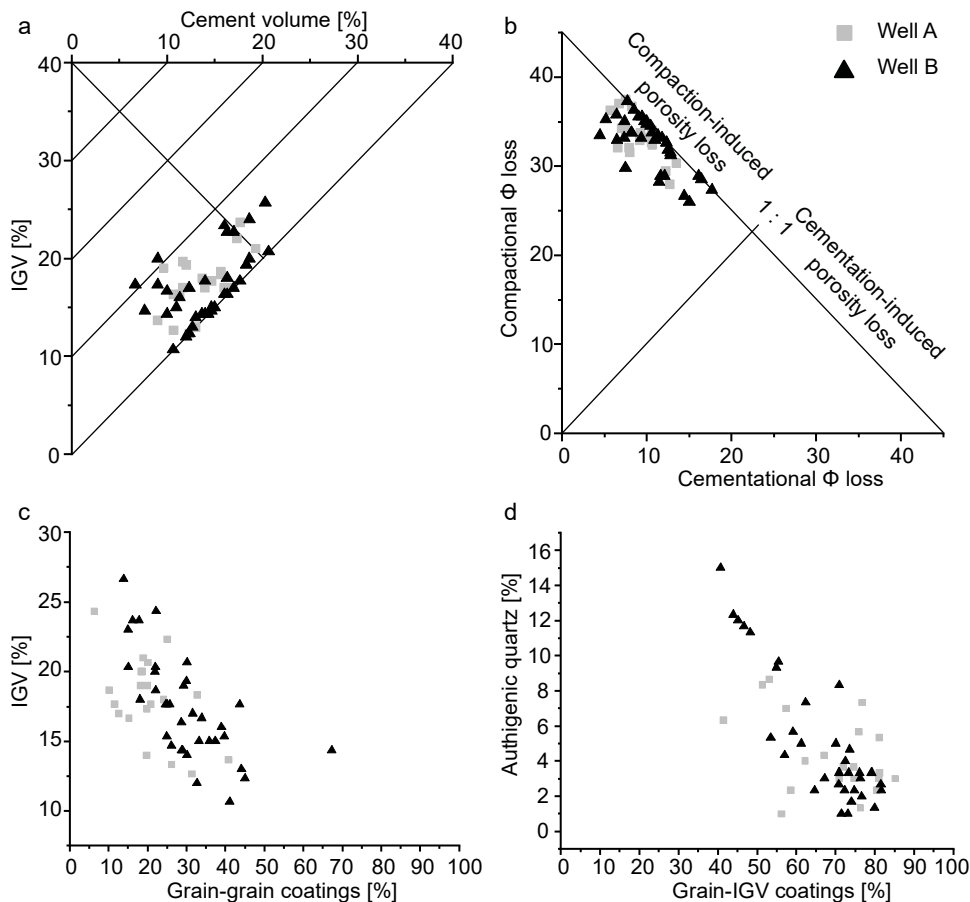 a
Cement volume [%]
0 10 20 30 40
40
30
20
10
0
IGV [%]
b
Well A
Well B
40
30
20
10
0
Compactional Φ loss
Compaction-induced
porosity loss
1 : 1
Cementation-induced
porosity loss
0 10 20 30 40
Cementational Φ loss
c
30
25
20
15
10
IGV [%]
0 10 20 30 40 50 60 70 80 90 100
Grain-grain coatings [%]
d
16
14
12
10
8
6
4
2
0
Authigenic quartz [%]
0 10 20 30 40 50 60 70 80 90 100
Grain-IGV coatings [%]